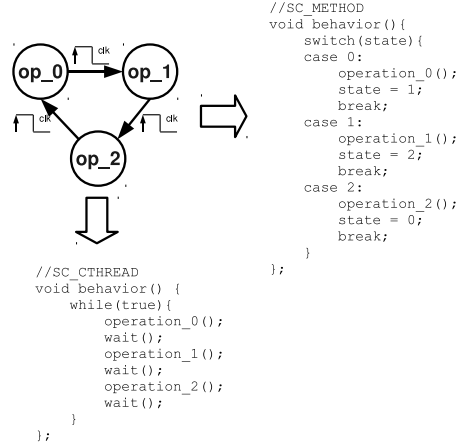 clk
op_0
op_1
clk
clk
op_2
//SC_METHOD
void behavior(){
    switch(state){
    case 0:
        operation_0();
        state = 1;
        break;
    case 1:
        operation_1();
        state = 2;
        break;
    case 2:
        operation_2();
        state = 0;
        break;
    }
};
//SC_CTHREAD
void behavior() {
    while(true){
        operation_0();
        wait();
        operation_1();
        wait();
        operation_2();
        wait();
    }
};